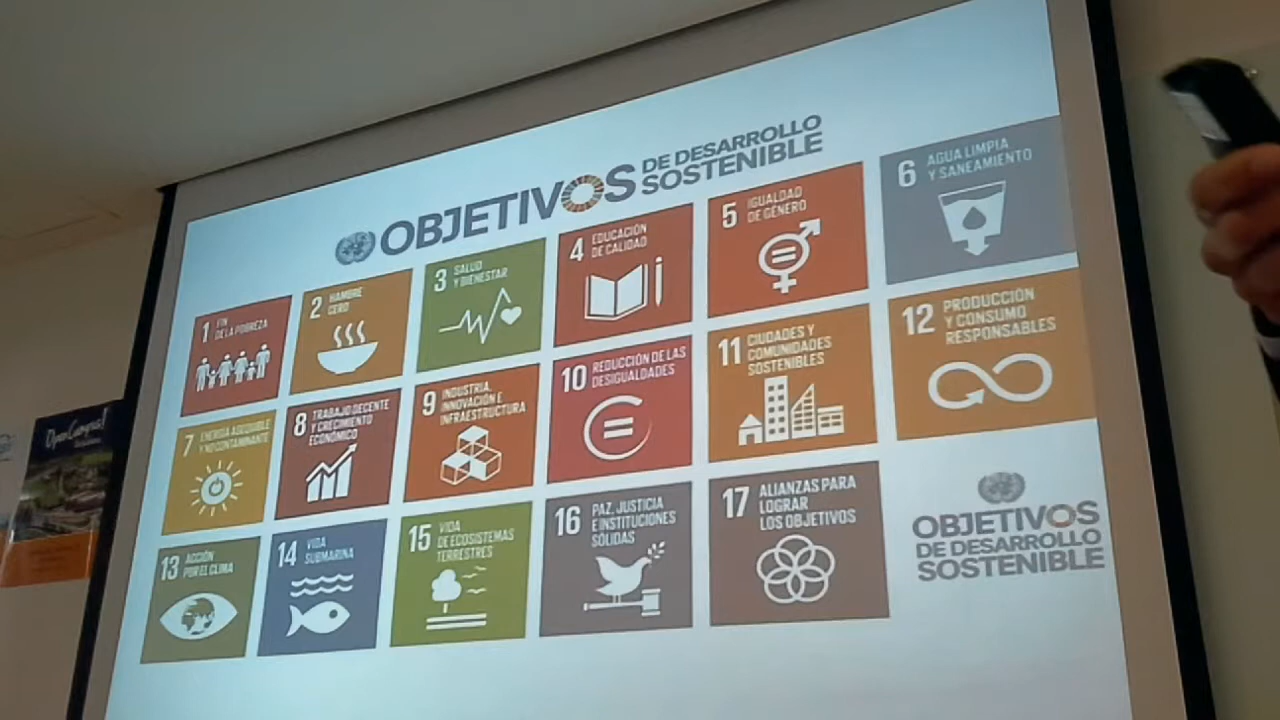 OBJETIVOS
DE DESARROLLO
SOSTENIBLE
1 FIN
DE LA POBREZA
2 HAMBRE
CERO
3 SALUD
Y BIENESTAR
4 EDUCACIÓN
DE CALIDAD
5 IGUALDAD
DE GÉNERO
6 AGUA LIMPIA
Y SANEAMIENTO
7 ENERGÍA ASEQUIBLE
Y NO CONTAMINANTE
8 TRABAJO DECENTE
Y CRECIMIENTO
ECONÓMICO
9 INDUSTRIA,
INNOVACIÓN E
INFRAESTRUCTURA
10 REDUCCIÓN DE LAS
DESIGUALDADES
11 CIUDADES Y
COMUNIDADES
SOSTENIBLES
12 PRODUCCIÓN
Y CONSUMO
RESPONSABLES
13 ACCIÓN
POR EL CLIMA
14 VIDA
SUBMARINA
15 VIDA
DE ECOSISTEMAS
TERRESTRES
16 PAZ, JUSTICIA
E INSTITUCIONES
SÓLIDAS
17 ALIANZAS PARA
LOGRAR
LOS OBJETIVOS
OBJETIVOS
DE DESARROLLO
SOSTENIBLE
OpenCampus!